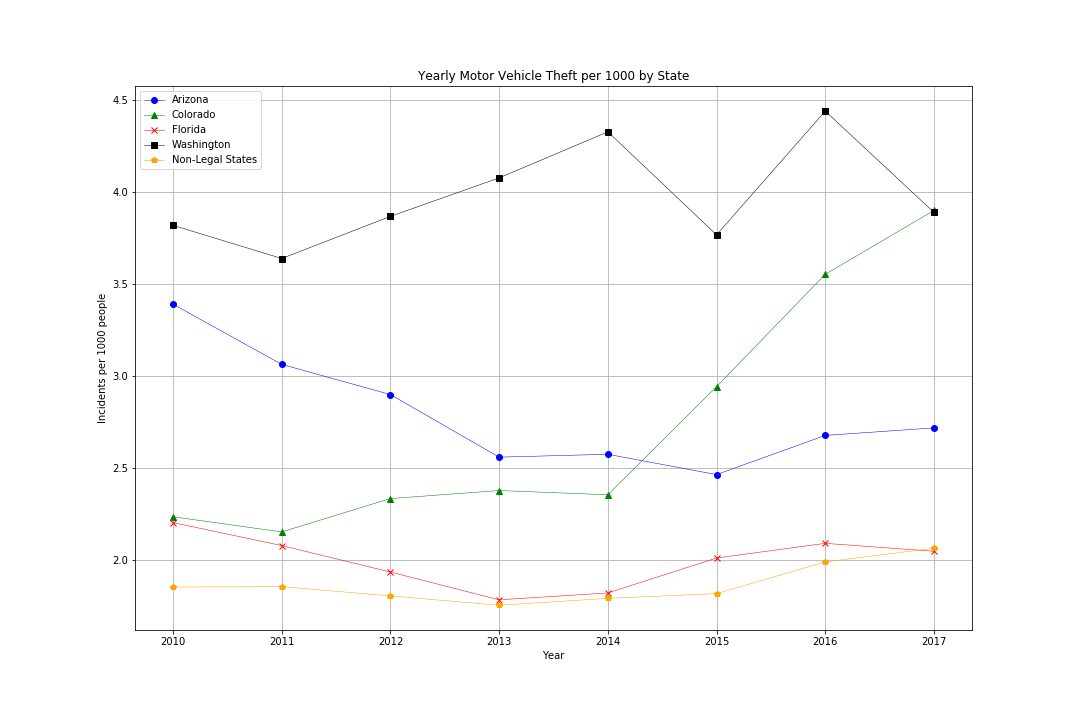 Yearly Motor Vehicle Theft per 1000 by State
Arizona
Colorado
Florida
Washington
Non-Legal States
Incidents per 1000 people
4.5
4.0
3.5
3.0
2.5
2.0
2010 2011 2012 2013 2014 2015 2016 2017
Year